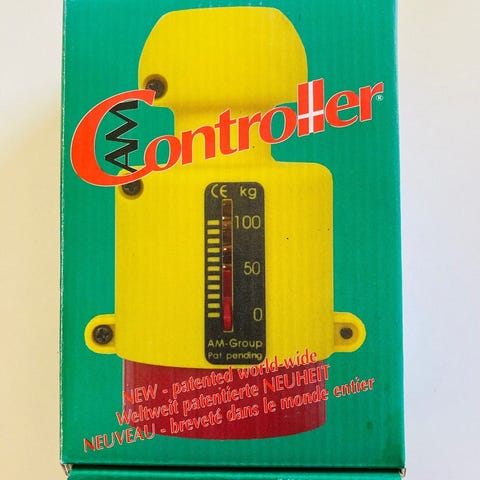 AM Controller®
CE kg
100
50
0
AM-Group
Pat pending
NEW - patented world-wide
Weltweit patentierte NEUHEIT
NEUVEAU - breveté dans le monde entier